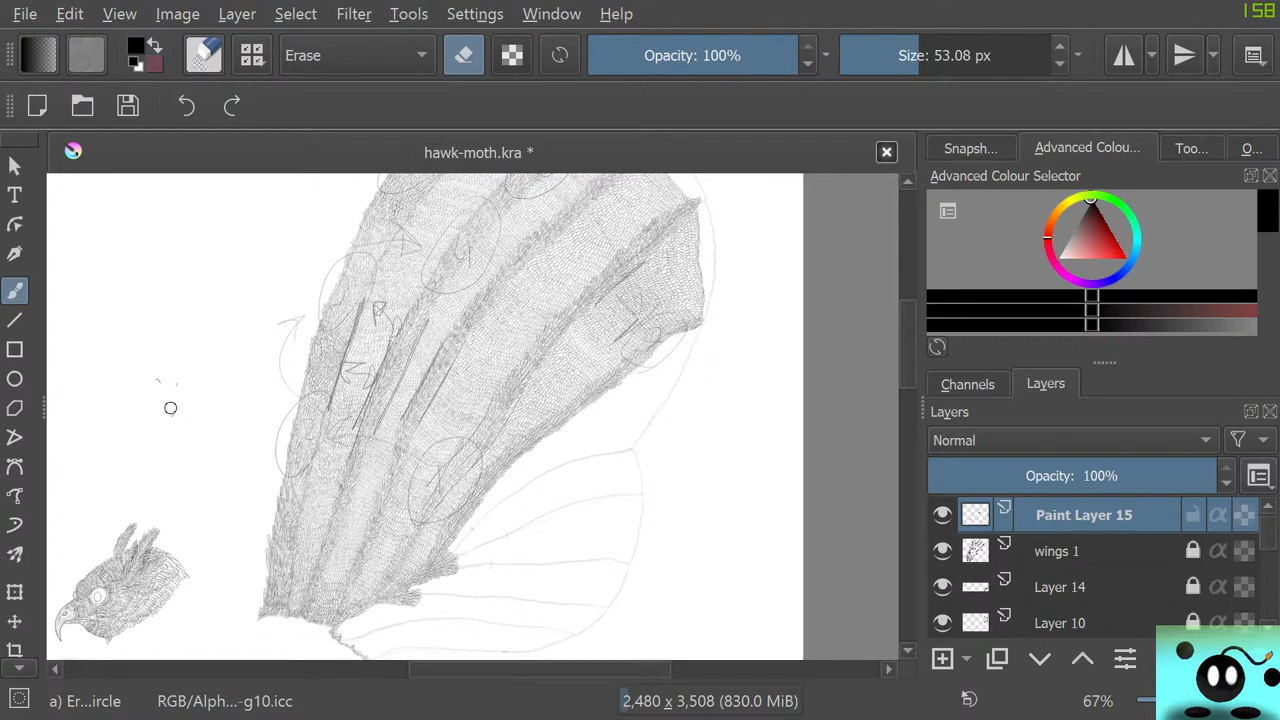 File Edit View Image Layer Select Filter Tools Settings Window Help
158
Erase
Opacity: 100%
Size: 53.08 px
hawk-moth.kra *
Snapsh...
Advanced Colou...
Too...
O...
Advanced Colour Selector
Channels
Layers
Layers
Normal
Opacity: 100%
Paint Layer 15
wings 1
Layer 14
Layer 10
a) Er...ircle
RGB/Alph...-g10.icc
2,480 x 3,508 (830.0 MiB)
67%